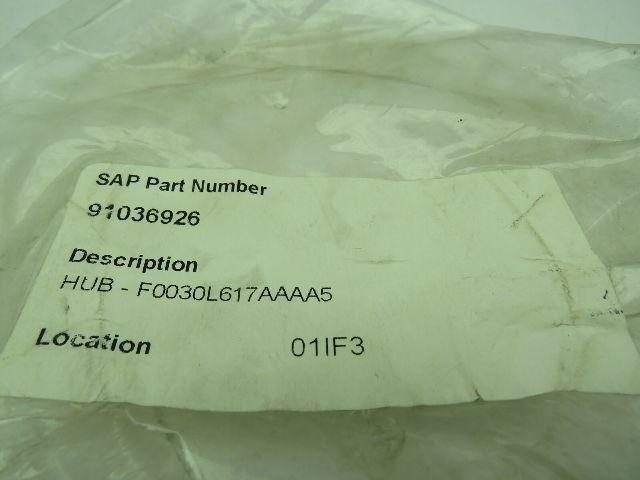 SAP Part Number
91036926
Description
HUB - F0030L617AAAA5
Location 01IF3